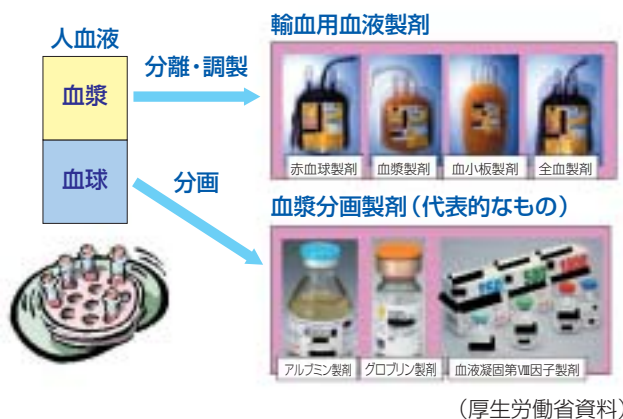 輸血用血液製剤
人血液
分離・調製
血漿
赤血球製剤
血漿製剤
血小板製剤
全血製剤
血球
分画
血漿分画製剤(代表的なもの)
アルブミン製剤
グロブリン製剤
血液凝固第Ⅷ因子製剤
(厚生労働省資料)